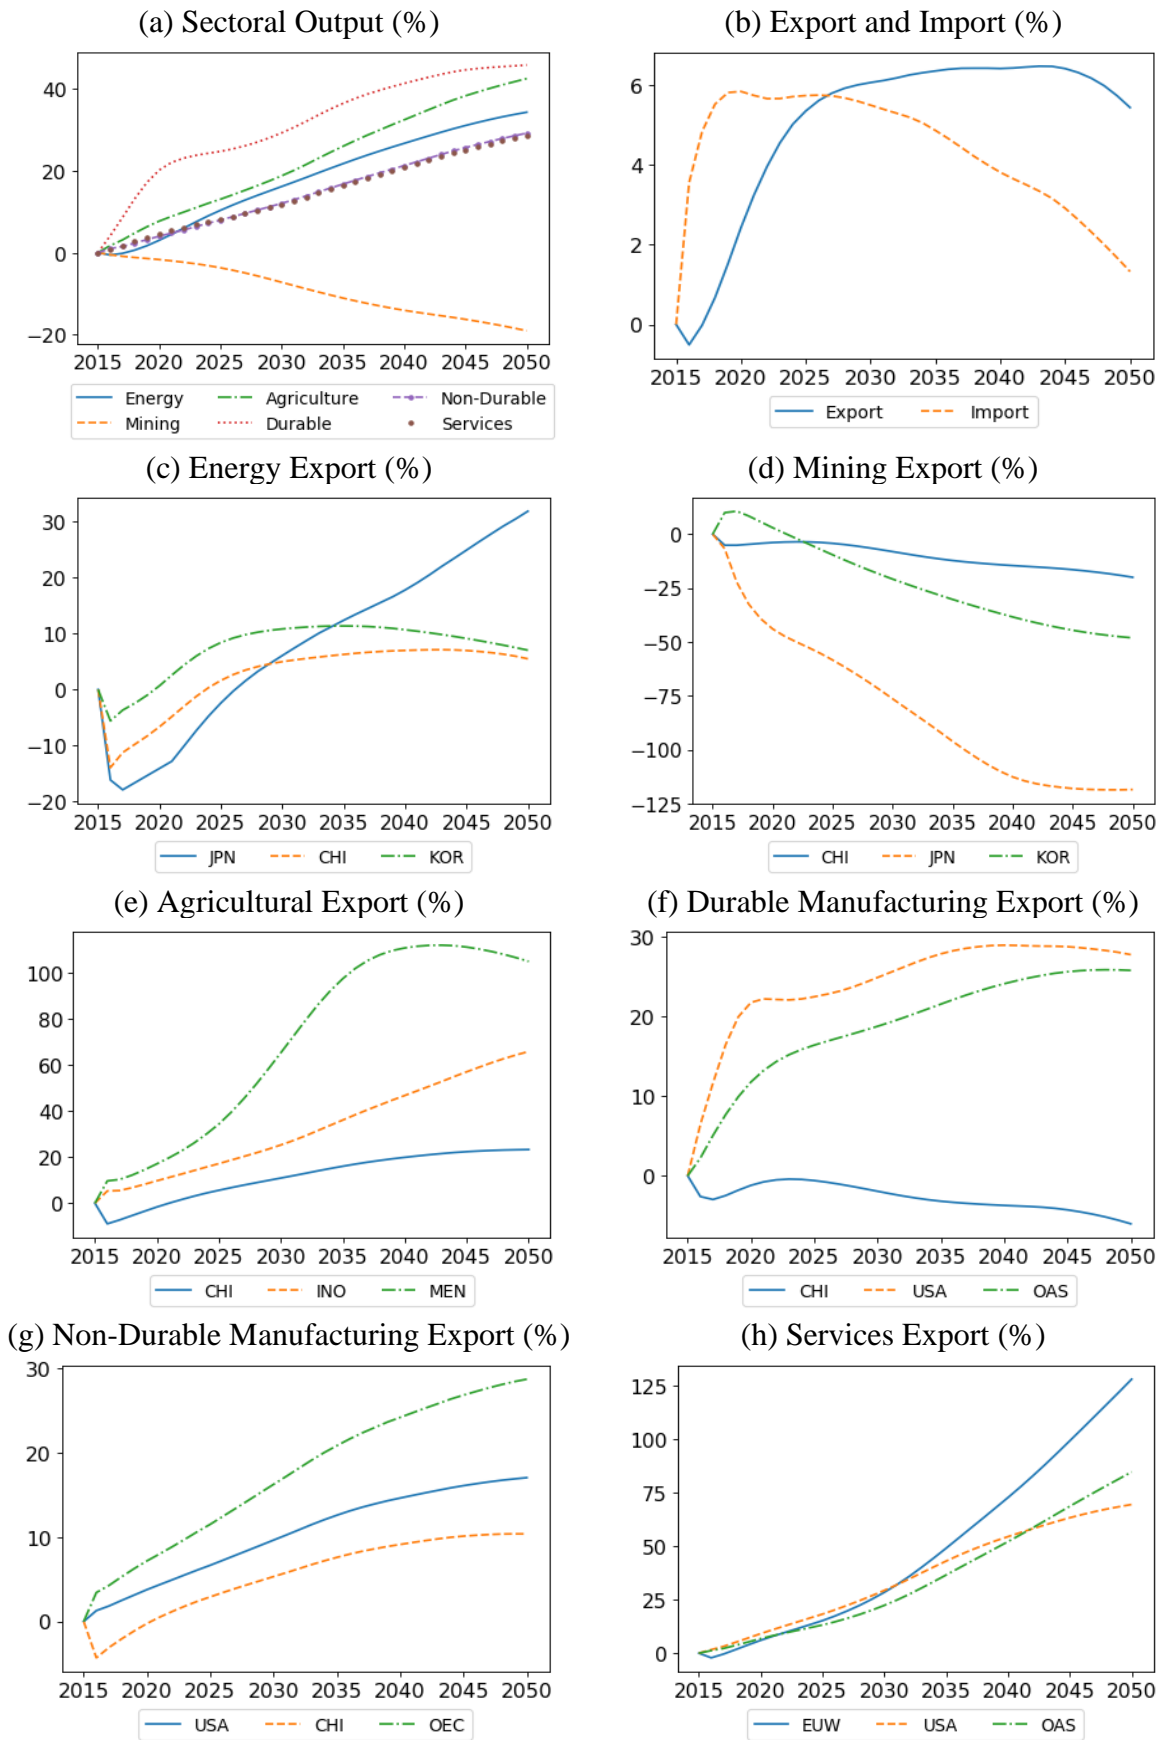 (a) Sectoral Output (%)
40
20
0
−20
2015 2020 2025 2030 2035 2040 2045 2050
Energy Agriculture Non-Durable
Mining Durable Services
(b) Export and Import (%)
6
4
2
0
2015 2020 2025 2030 2035 2040 2045 2050
Export Import
(c) Energy Export (%)
30
20
10
0
−10
−20
2015 2020 2025 2030 2035 2040 2045 2050
JPN CHI KOR
(d) Mining Export (%)
0
−25
−50
−75
−100
−125
2015 2020 2025 2030 2035 2040 2045 2050
CHI JPN KOR
(e) Agricultural Export (%)
100
80
60
40
20
0
2015 2020 2025 2030 2035 2040 2045 2050
CHI INO MEN
(f) Durable Manufacturing Export (%)
30
20
10
0
2015 2020 2025 2030 2035 2040 2045 2050
CHI USA OAS
(g) Non-Durable Manufacturing Export (%)
30
20
10
0
2015 2020 2025 2030 2035 2040 2045 2050
USA CHI OEC
(h) Services Export (%)
125
100
75
50
25
0
2015 2020 2025 2030 2035 2040 2045 2050
EUW USA OAS